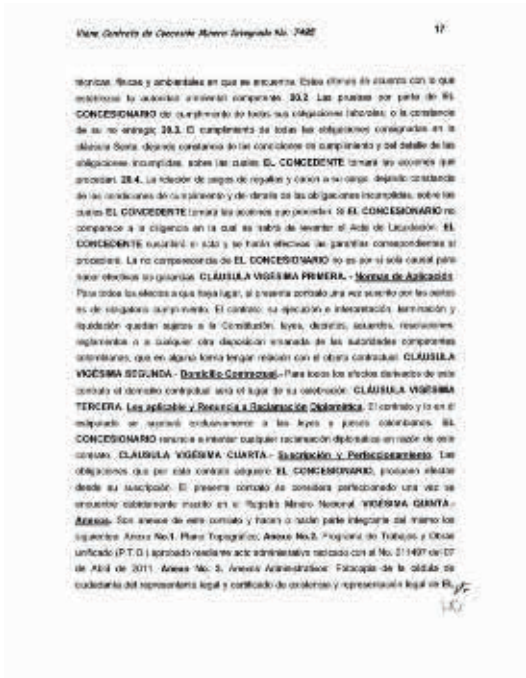 Viene Contrato de Concesión Minero Integrado No. 7495 17
técnicas, físicas y ambientales en que se encuentra. Estas últimas de acuerdo con lo que
establezca la autoridad ambiental competente. 20.2. Las pruebas por parte de EL
CONCESIONARIO del cumplimiento de todas sus obligaciones laborales, o la constancia
de su no entrega; 20.3. El cumplimiento de todas las obligaciones consignadas en la
cláusula Sexta, dejando constancia de las condiciones de cumplimiento y del detalle de las
obligaciones incumplidas, sobre las cuales EL CONCEDENTE tomará las acciones que
procedan. 20.4. La relación de pagos de regalías y canon a su cargo, dejando constancia
de las condiciones de cumplimiento y de detalle de las obligaciones incumplidas, sobre las
cuales EL CONCEDENTE tomará las acciones que procedan. Si EL CONCESIONARIO no
comparece a la diligencia en la cual se habrá de levantar el Acta de Liquidación, EL
CONCEDENTE suscribirá el acta y se harán efectivas las garantías correspondientes si
procediere. La no comparecencia de EL CONCESIONARIO no es por sí sola causal para
hacer efectivas las garantías. CLÁUSULA VIGÉSIMA PRIMERA. - Normas de Aplicación.
Para todos los efectos a que haya lugar, el presente contrato una vez suscrito por las partes
es de obligatorio cumplimiento. El contrato, su ejecución e interpretación, terminación y
liquidación quedan sujetos a la Constitución, leyes, decretos, acuerdos, resoluciones,
reglamentos o a cualquier otra disposición emanada de las autoridades competentes
colombianas, que en alguna forma tengan relación con el objeto contractual. CLÁUSULA
VIGÉSIMA SEGUNDA.- Domicilio Contractual.- Para todos los efectos derivados de este
contrato el domicilio contractual será el lugar de su celebración. CLÁUSULA VIGÉSIMA
TERCERA. Ley aplicable y Renuncia a Reclamación Diplomática. El contrato y lo en él
estipulado se sujetará exclusivamente a las leyes y jueces colombianos. EL
CONCESIONARIO renuncia a intentar cualquier reclamación diplomática en razón de este
contrato. CLÁUSULA VIGÉSIMA CUARTA.- Suscripción y Perfeccionamiento. Las
obligaciones que por este contrato adquiere EL CONCESIONARIO, producen efectos
desde su suscripción. El presente contrato se considera perfeccionado una vez se
encuentre debidamente inscrito en el Registro Minero Nacional. VIGÉSIMA QUINTA.-
Anexos. Son anexos de este contrato y hacen o harán parte integrante del mismo los
siguientes: Anexo No.1. Plano Topográfico; Anexo No.2. Programa de Trabajos y Obras
unificado (P.T.O.) aprobado mediante acto administrativo radicado con el No. 011497 del 07
de Abril de 2011. Anexo No. 3. Anexos Administrativos: Fotocopia de la cédula de
ciudadanía del representante legal y certificado de existencia y representación legal de EL